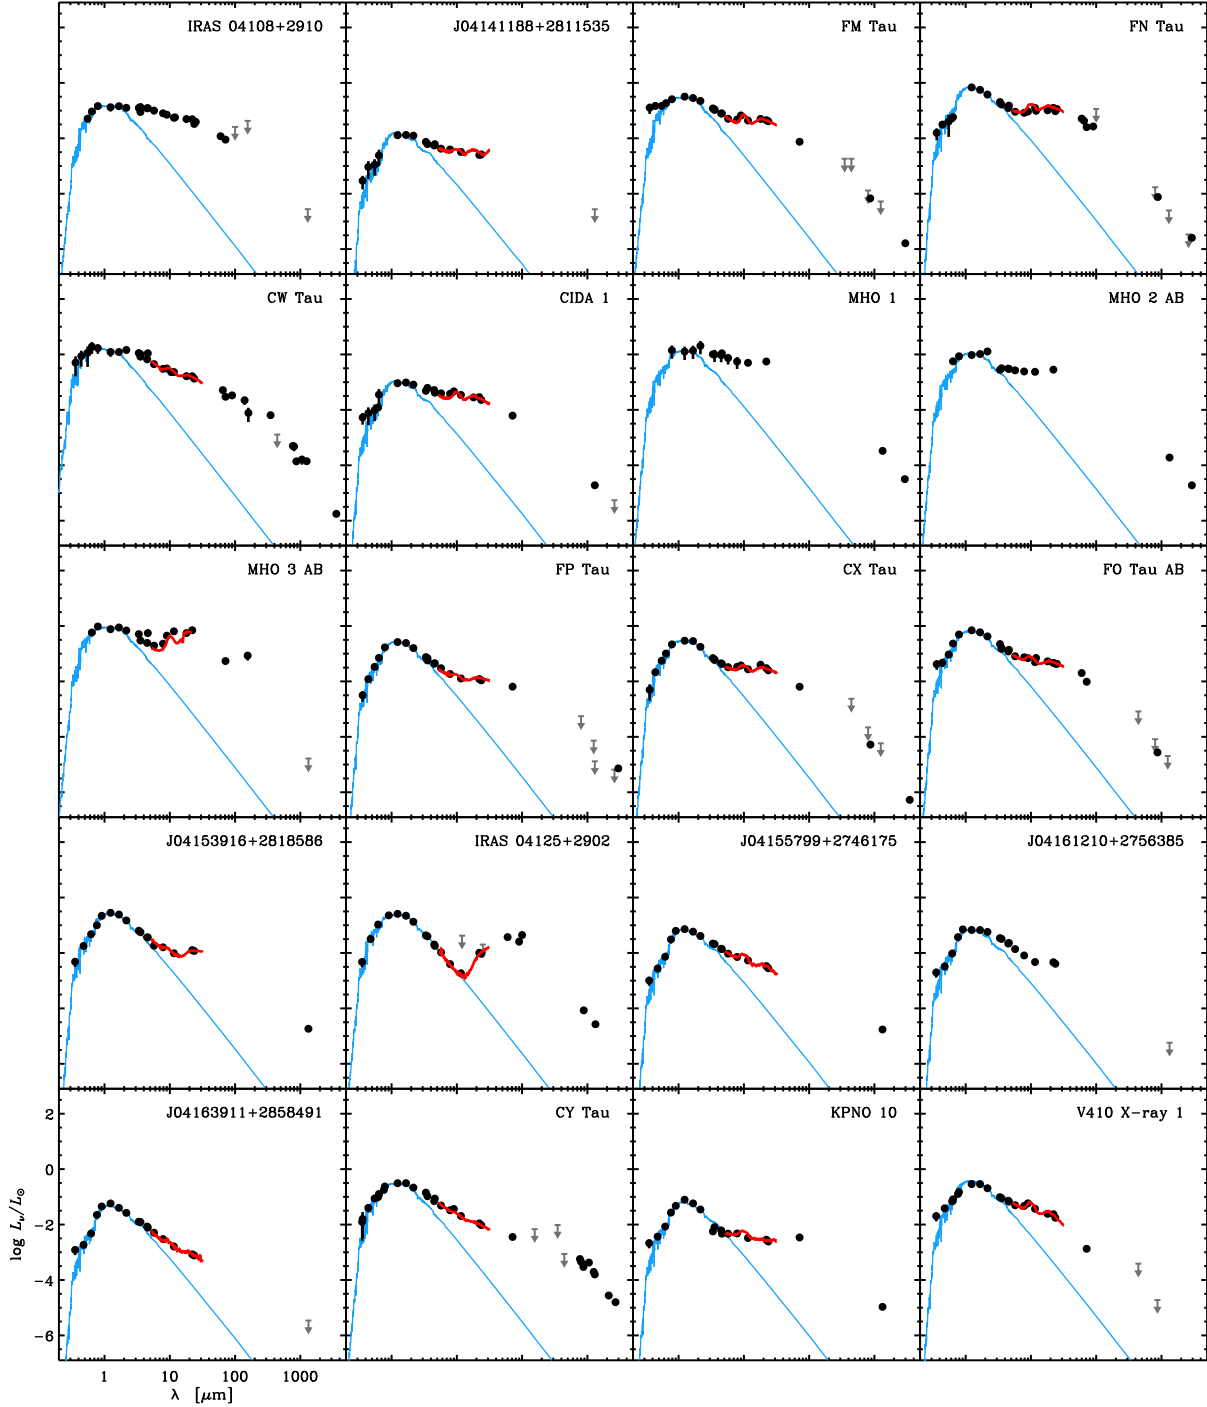 IRAS 04108+2910
J04141188+2811535
FM Tau
FN Tau
CW Tau
CIDA 1
MHO 1
MHO 2 AB
MHO 3 AB
FP Tau
CX Tau
FO Tau AB
J04153916+2818586
IRAS 04125+2902
J04155799+2746175
J04161210+2756385
J04163911+2858491
CY Tau
KPNO 10
V410 X-ray 1
2
0
−2
−4
−6
log Lν/L⊙
1 10 100 1000
λ [μm]